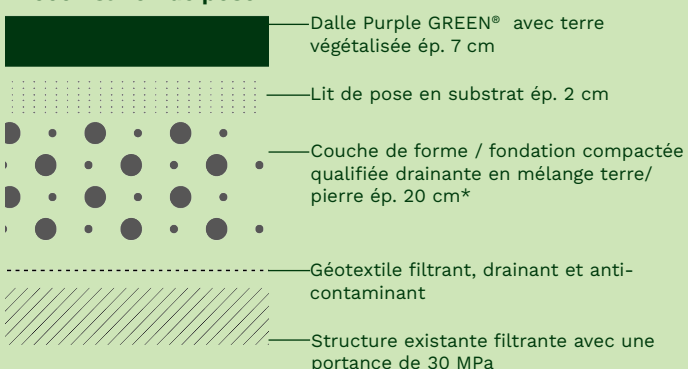 Dalle Purple GREEN® avec terre
végétalisée ép. 7 cm
Lit de pose en substrat ép. 2 cm
Couche de forme / fondation compactée
qualifiée drainante en mélange terre/
pierre ép. 20 cm*
Géotextile filtrant, drainant et anti-
contaminant
Structure existante filtrante avec une
portance de 30 MPa